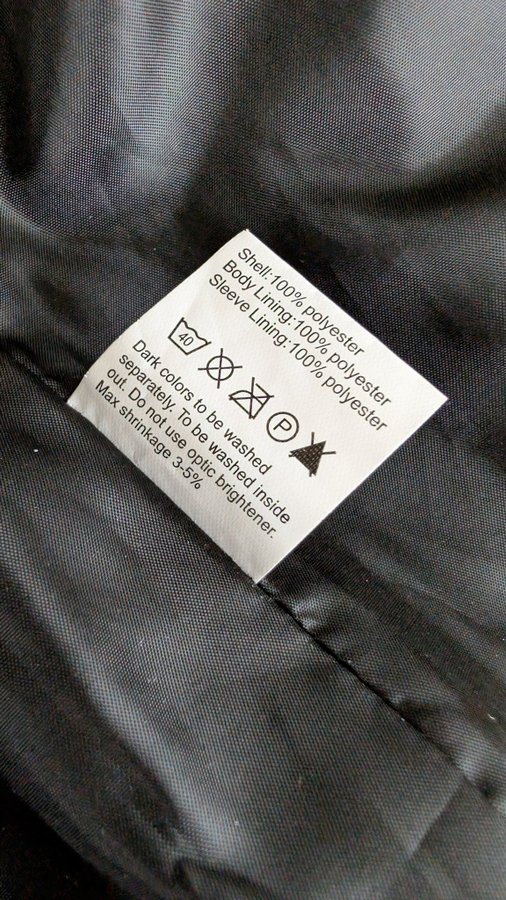 Shell:100% polyester
Body Lining:100% polyester
Sleeve Lining:100% polyester
40 P
Dark colors to be washed
separately. To be washed inside
out. Do not use optic brightener.
Max shrinkage 3-5%